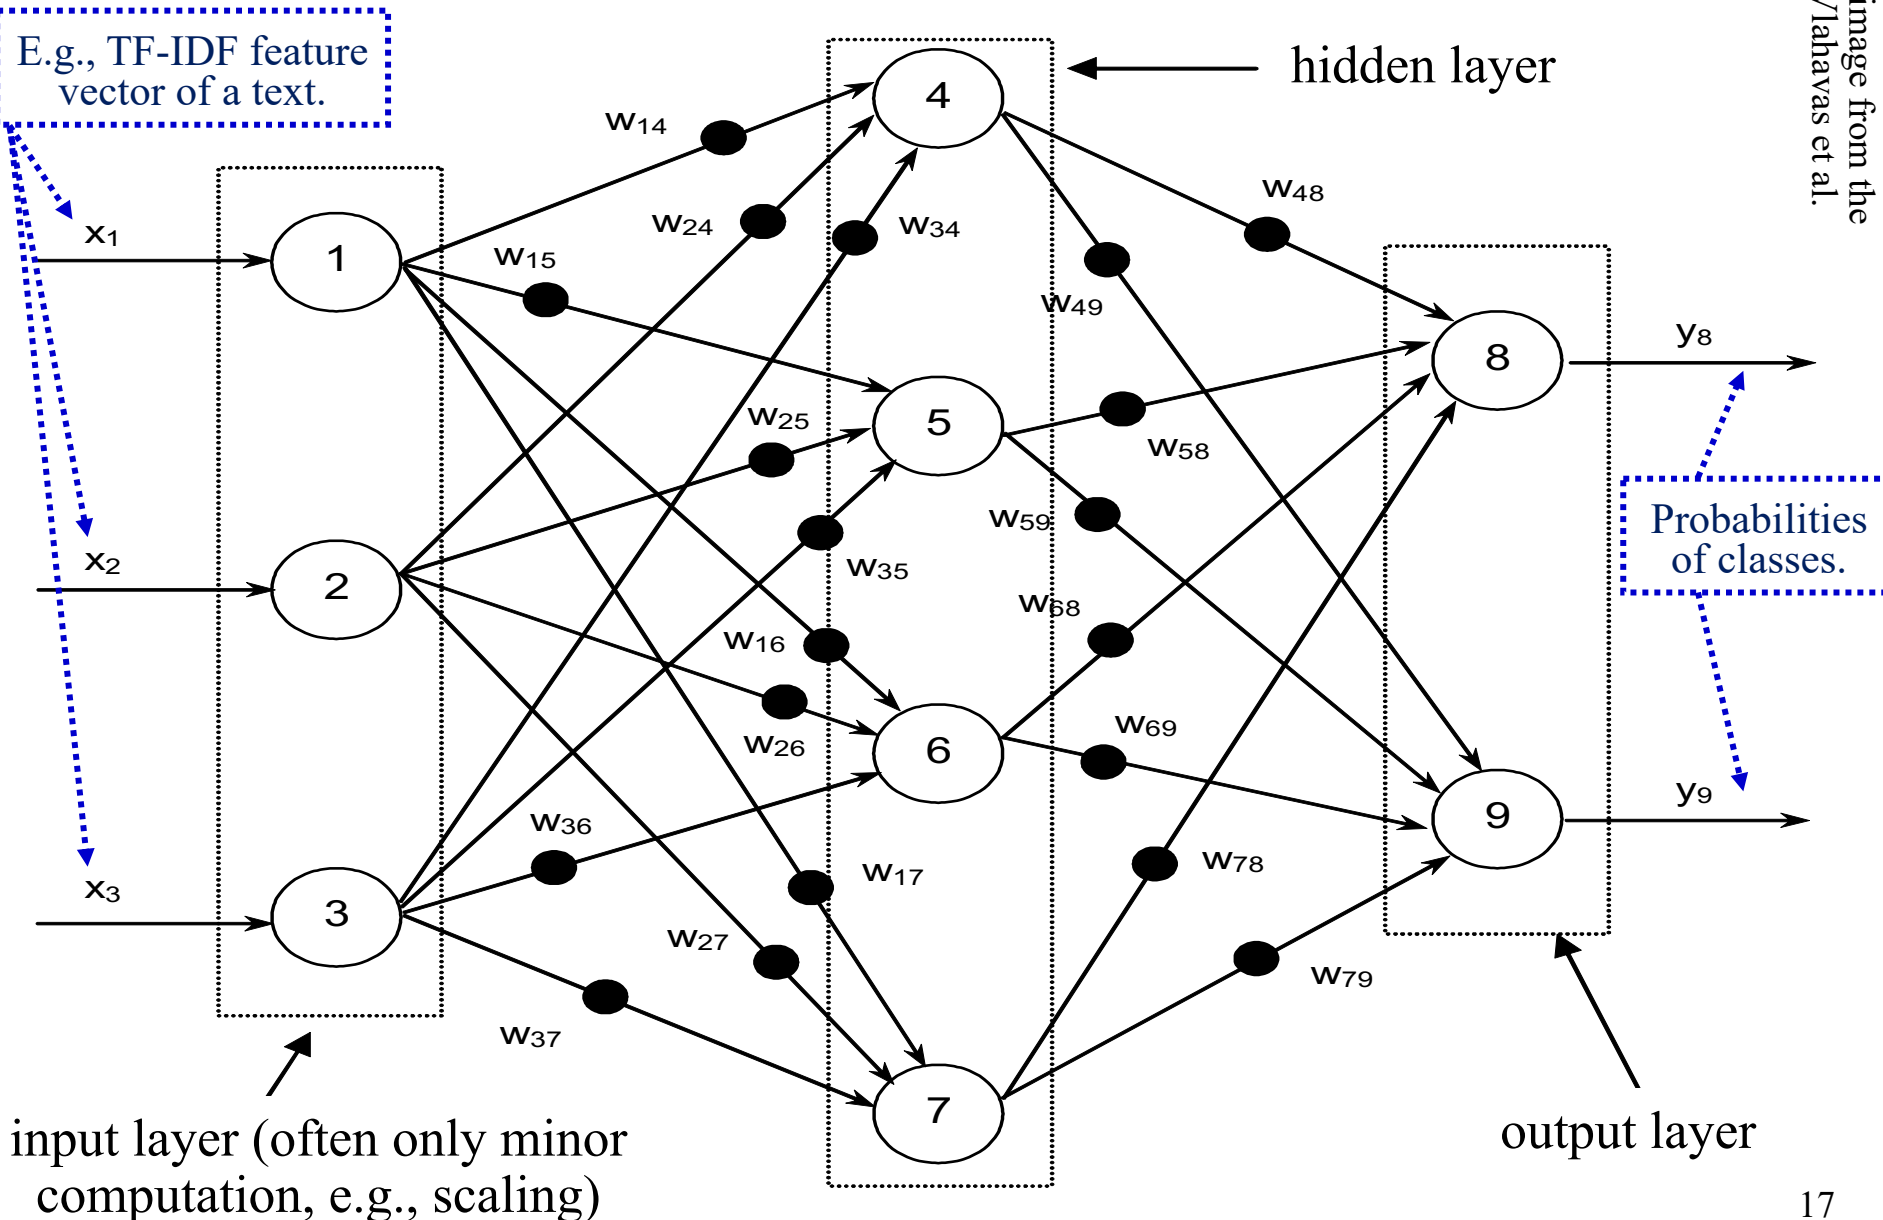 E.g., TF-IDF feature
vector of a text.
hidden layer
image from the
Vlahavas et al.
4
w14
w24
w34
w48
x1
1
w15
w49
y8
8
w25
5
w58
Probabilities
of classes.
w59
x2
2
w35
w68
w16
w26
6
w69
y9
9
w36
w17
w78
x3
3
w27
w79
w37
7
input layer (often only minor
computation, e.g., scaling)
output layer
17